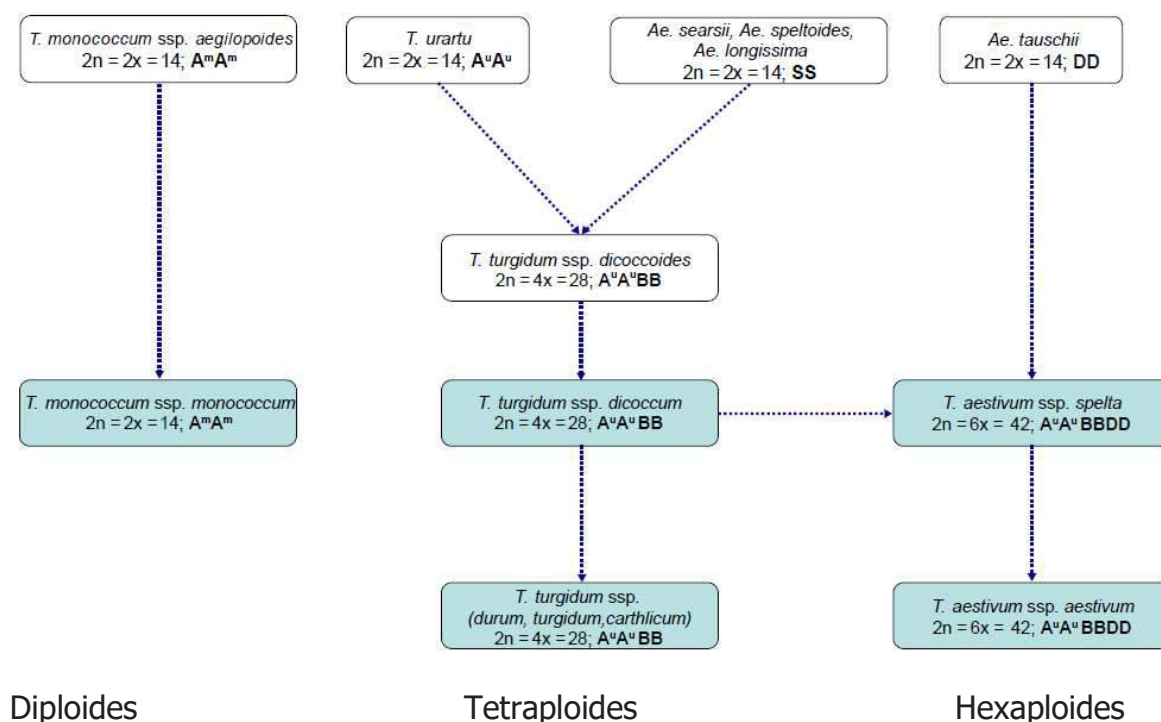 T. monococcum ssp. aegilopoides
2n = 2x = 14; AᵐAᵐ
T. urartu
2n = 2x = 14; AᵘAᵘ
Ae. searsii, Ae. speltoides,
Ae. longissima
2n = 2x = 14; SS
Ae. tauschii
2n = 2x = 14; DD
T. turgidum ssp. dicoccoides
2n = 4x = 28; AᵘAᵘBB
T. monococcum ssp. monococcum
2n = 2x = 14; AᵐAᵐ
T. turgidum ssp. dicoccum
2n = 4x = 28; AᵘAᵘBB
T. aestivum ssp. spelta
2n = 6x = 42; AᵘAᵘBBDD
T. turgidum ssp.
(durum, turgidum,carthlicum)
2n = 4x = 28; AᵘAᵘBB
T. aestivum ssp. aestivum
2n = 6x = 42; AᵘAᵘBBDD
Diploides Tetraploides Hexaploides